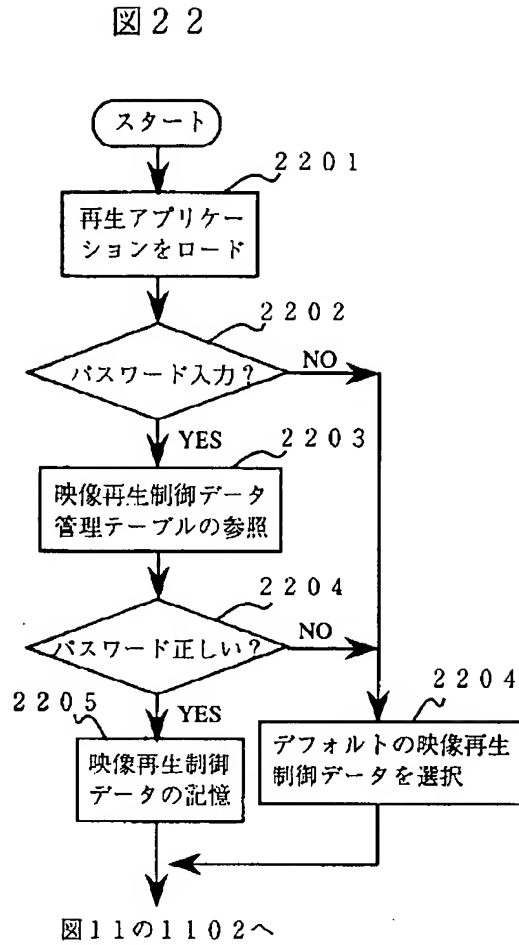 図２２
スタート
２２０１
再生アプリケー
ションをロード
２２０２
パスワード入力？
NO
YES
２２０３
映像再生制御データ
管理テーブルの参照
２２０４
パスワード正しい？
NO
２２０５
YES
２２０４
映像再生制御
データの記憶
デフォルトの映像再生
制御データを選択
図１１の１１０２へ